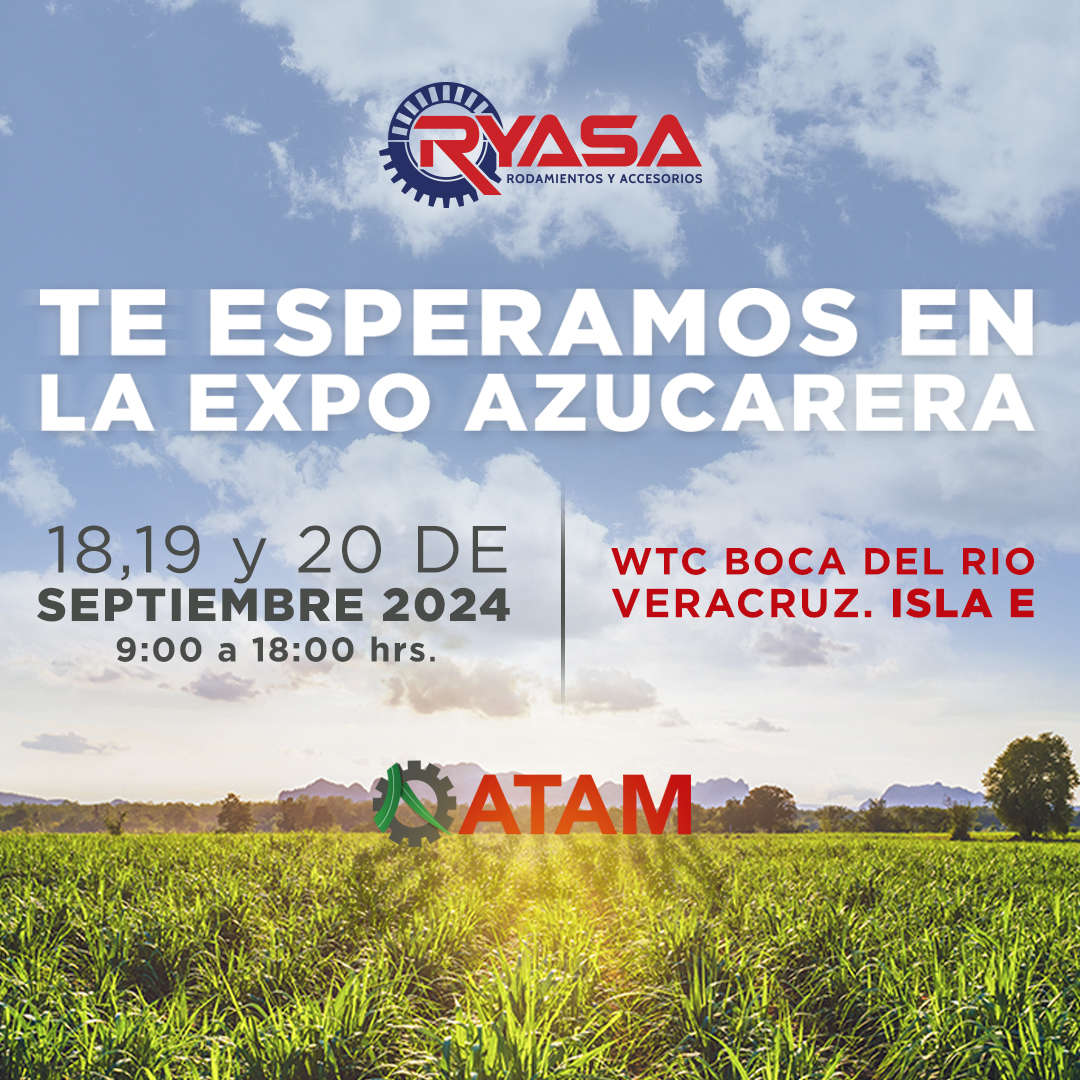 RYASA
RODAMIENTOS Y ACCESORIOS
TE ESPERAMOS EN
LA EXPO AZUCARERA
18,19 y 20 DE
SEPTIEMBRE 2024
9:00 a 18:00 hrs.
WTC BOCA DEL RIO
VERACRUZ. ISLA E
ATAM